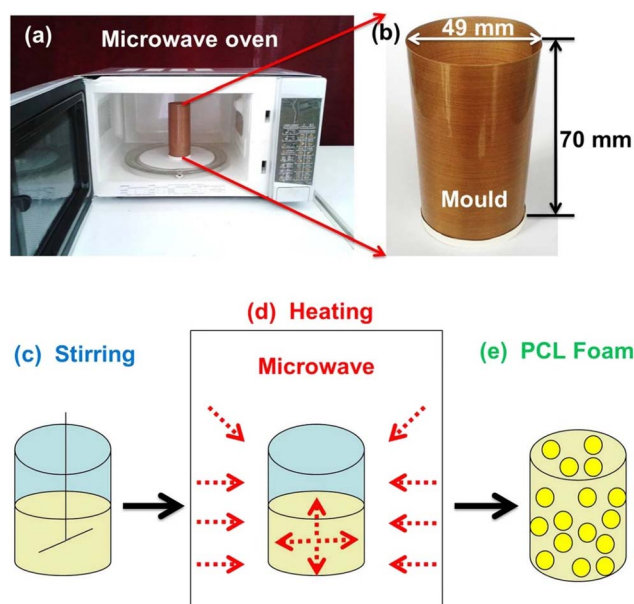 (a)
Microwave oven
(b)
49 mm
70 mm
Mould
(d) Heating
(c) Stirring
Microwave
(e) PCL Foam